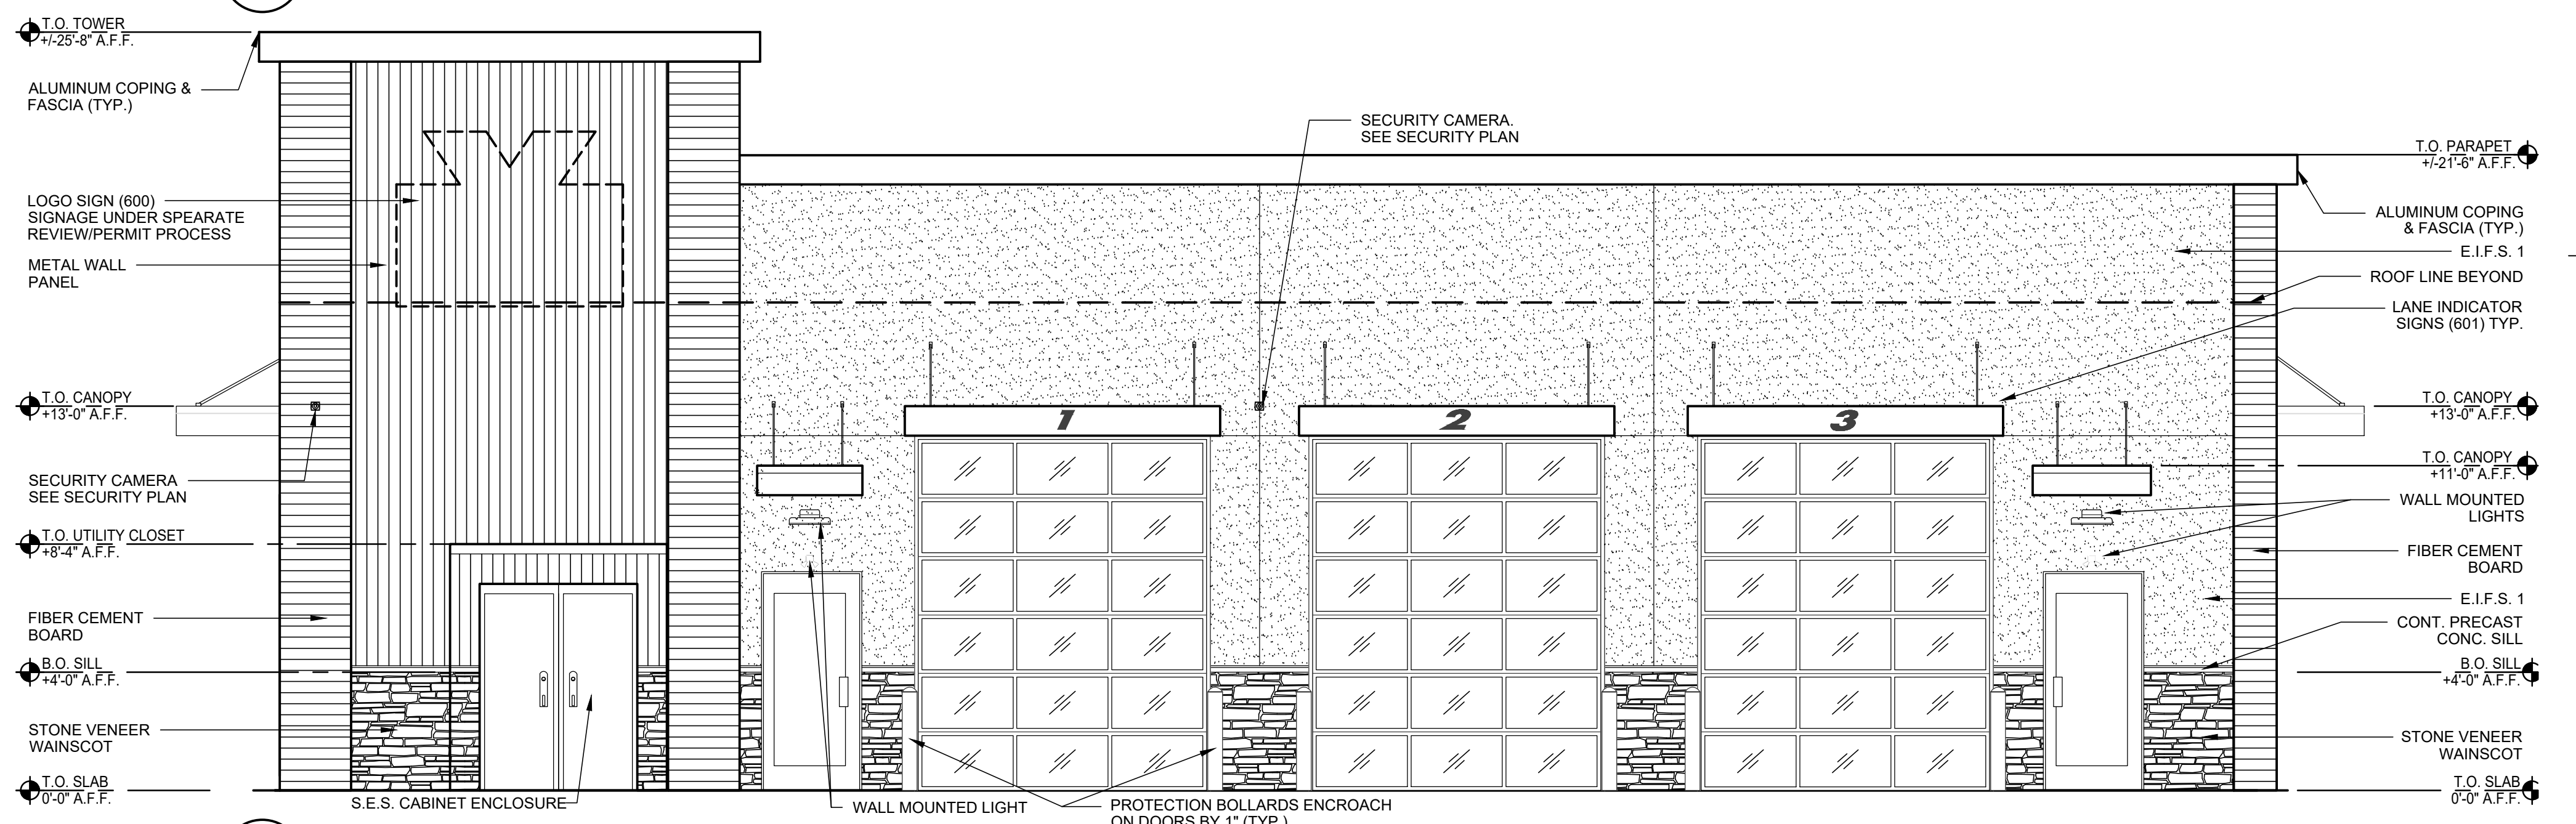 T.O. TOWER
+/-25'-8" A.F.F.
ALUMINUM COPING &
FASCIA (TYP.)
LOGO SIGN (600)
SIGNAGE UNDER SPEARATE
REVIEW/PERMIT PROCESS
METAL WALL
PANEL
T.O. CANOPY
+13'-0" A.F.F.
SECURITY CAMERA
SEE SECURITY PLAN
T.O. UTILITY CLOSET
+8'-4" A.F.F.
FIBER CEMENT
BOARD
B.O. SILL
+4'-0" A.F.F.
STONE VENEER
WAINSCOT
T.O. SLAB
0'-0" A.F.F.
S.E.S. CABINET ENCLOSURE
WALL MOUNTED LIGHT
PROTECTION BOLLARDS ENCROACH
ON DOORS BY 1" (TYP.)
SECURITY CAMERA.
SEE SECURITY PLAN
1
2
3
T.O. PARAPET
+/-21'-6" A.F.F.
ALUMINUM COPING
& FASCIA (TYP.)
E.I.F.S. 1
ROOF LINE BEYOND
LANE INDICATOR
SIGNS (601) TYP.
T.O. CANOPY
+13'-0" A.F.F.
T.O. CANOPY
+11'-0" A.F.F.
WALL MOUNTED
LIGHTS
FIBER CEMENT
BOARD
E.I.F.S. 1
CONT. PRECAST
CONC. SILL
B.O. SILL
+4'-0" A.F.F.
STONE VENEER
WAINSCOT
T.O. SLAB
0'-0" A.F.F.